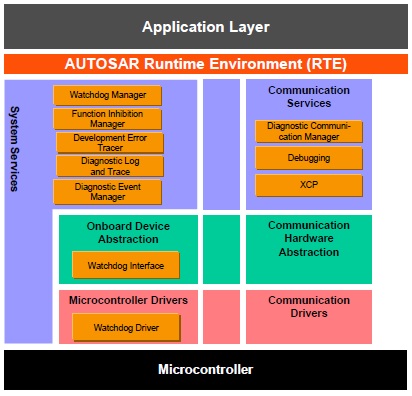 Application Layer
AUTOSAR Runtime Environment (RTE)
System Services
Watchdog Manager
Function Inhibition
Manager
Development Error
Tracer
Diagnostic Log
and Trace
Diagnostic Event
Manager
Communication
Services
Diagnostic Communi-
cation Manager
Debugging
XCP
Onboard Device
Abstraction
Watchdog Interface
Communication
Hardware
Abstraction
Microcontroller Drivers
Watchdog Driver
Communication
Drivers
Microcontroller